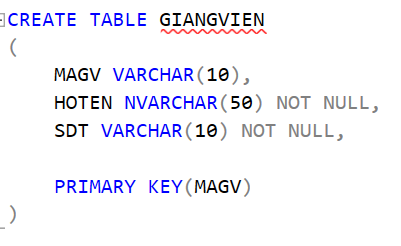 CREATE TABLE GIANGVIEN
(
MAGV VARCHAR(10),
HOTEN NVARCHAR(50) NOT NULL,
SDT VARCHAR(10) NOT NULL,
PRIMARY KEY(MAGV)
)